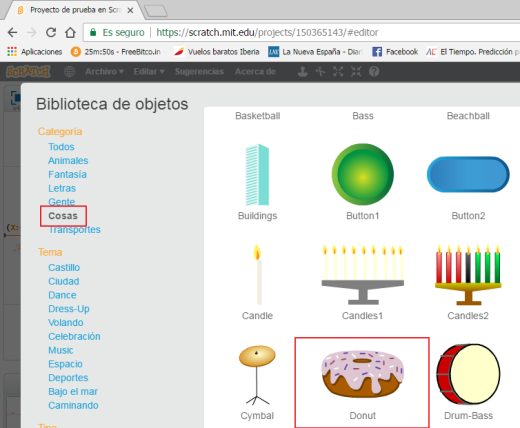 Proyecto de prueba en Scra
Es seguro https://scratch.mit.edu/projects/150365143/#editor
Aplicaciones 25m:50s - FreeBitco.in - Vuelos baratos Iberia La Nueva España - Diar Facebook El Tiempo. Predicción p
SCRATCH Archivo Editar Sugerencias Acerca de
Biblioteca de objetos
Categoría
Todos
Animales
Fantasía
Letras
Gente
Cosas
Transportes
Tema
Castillo
Ciudad
Dance
Dress-Up
Volando
Celebración
Music
Espacio
Deportes
Bajo el mar
Caminando
Tipo
Basketball Bass Beachball
Buildings Button1 Button2
Candle Candles1 Candles2
Cymbal Donut Drum-Bass